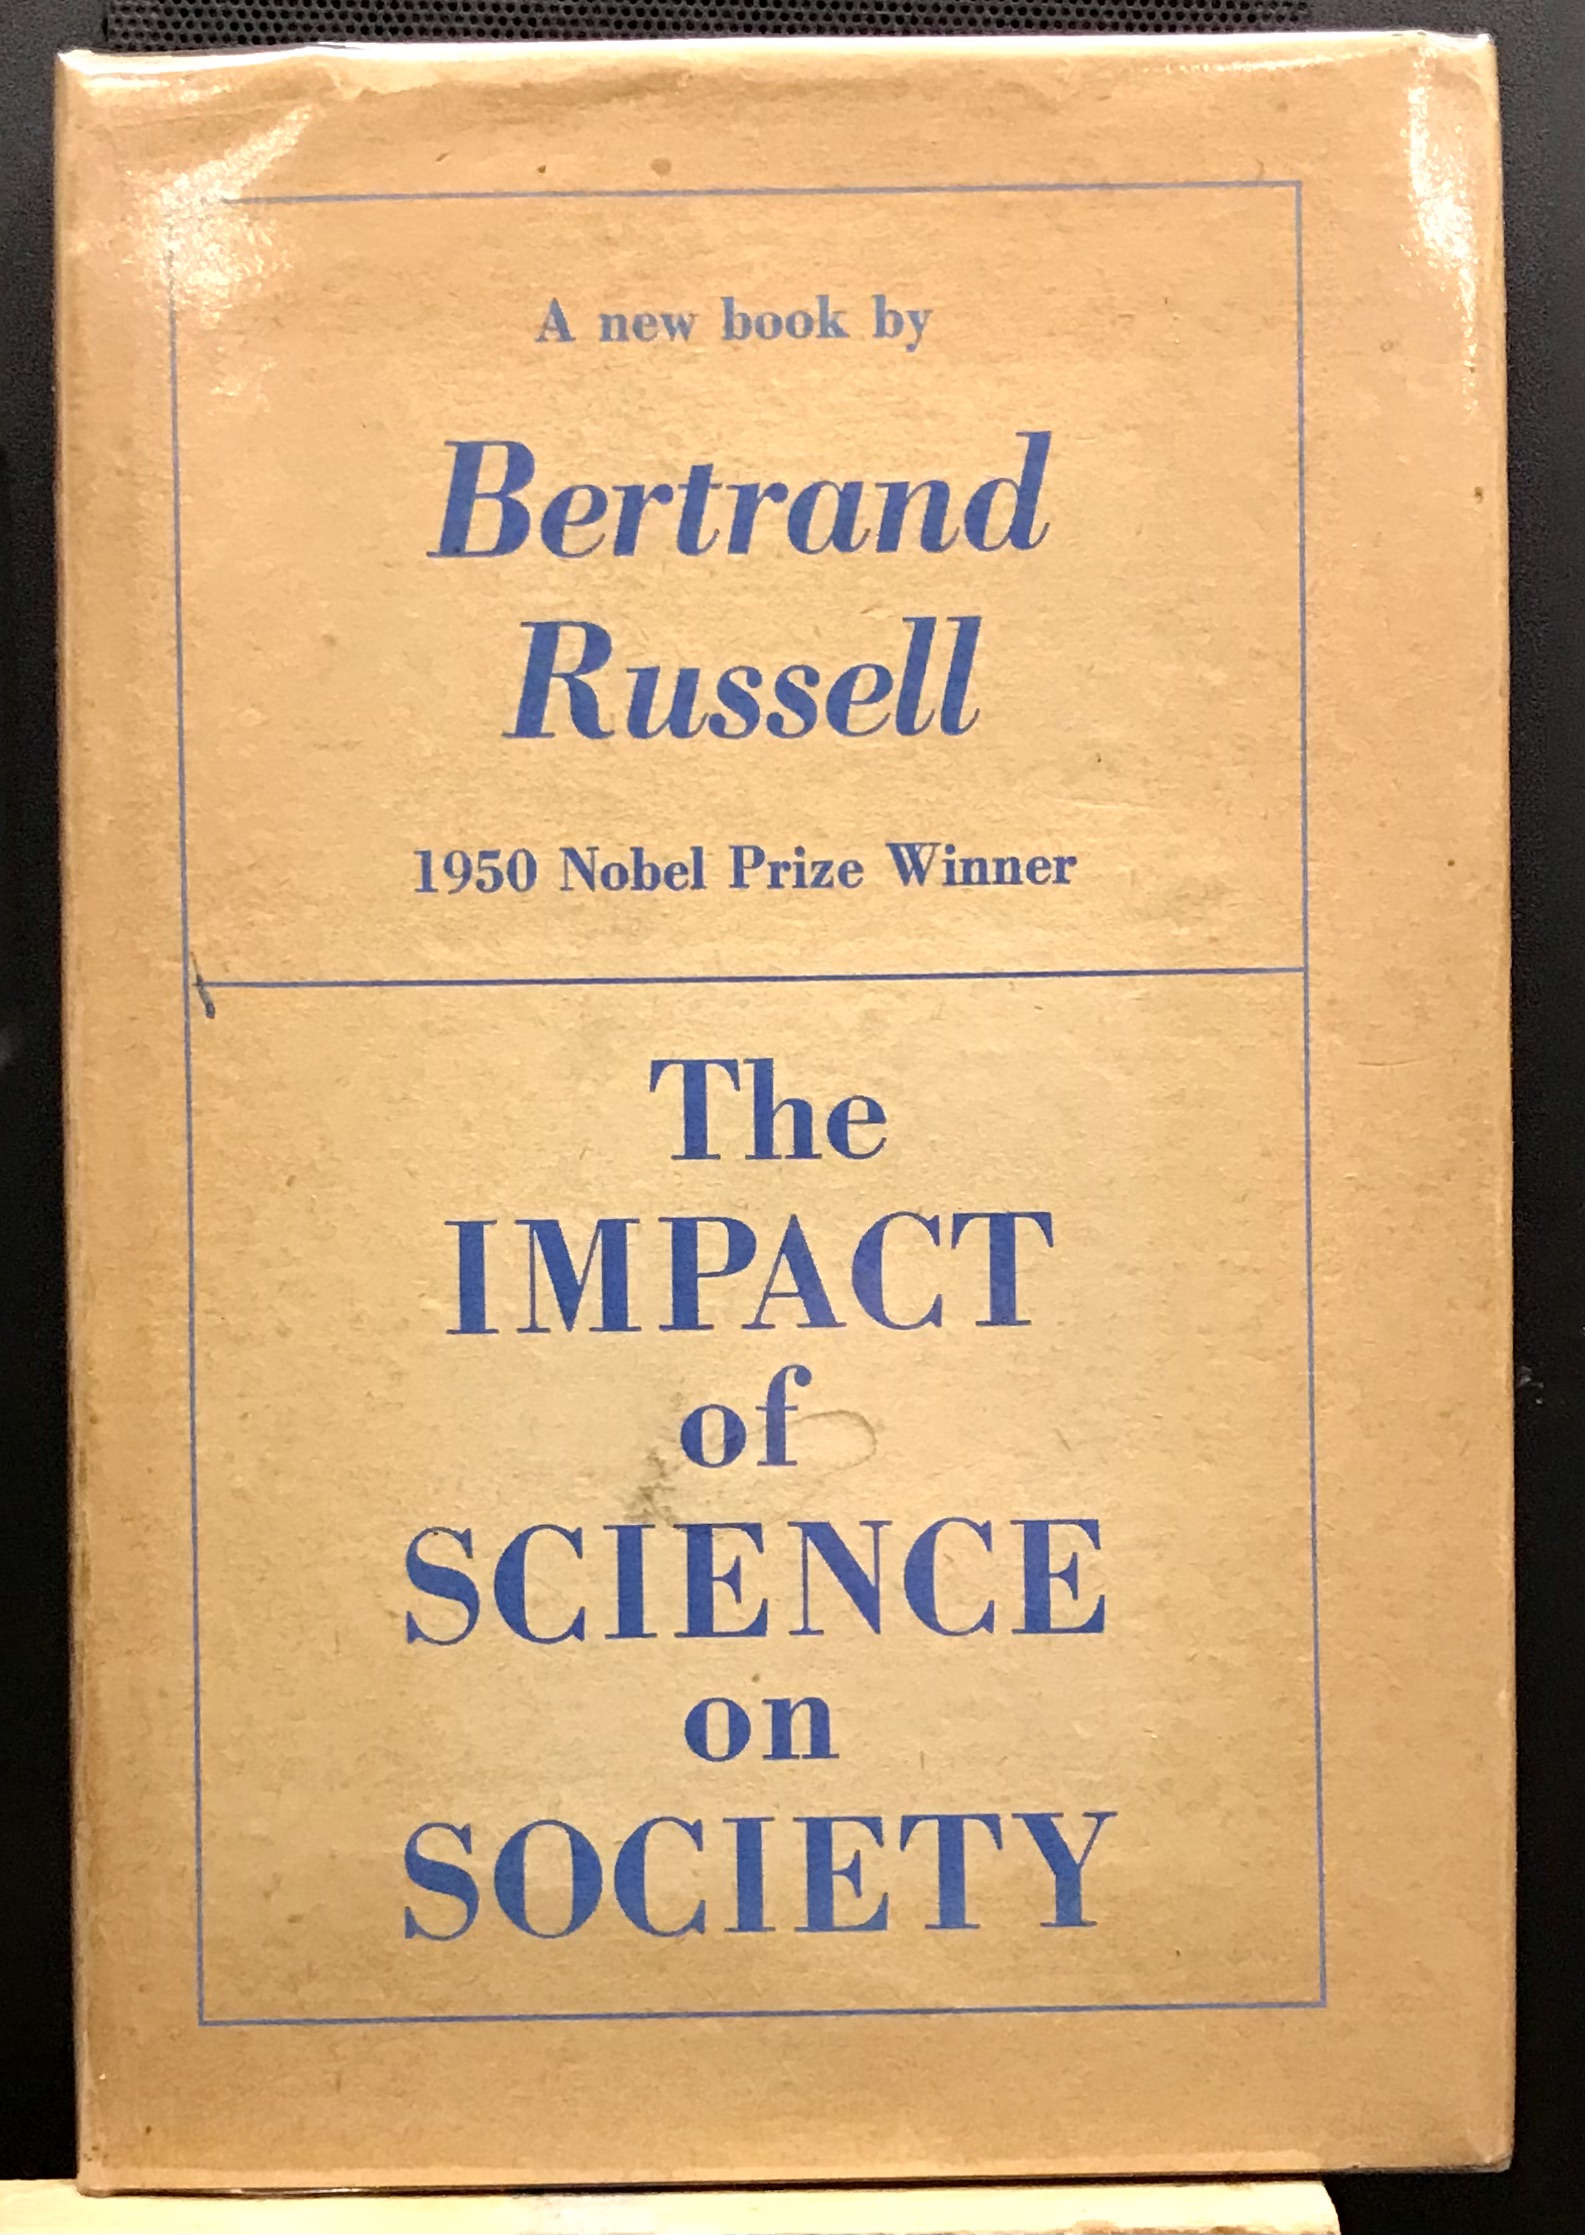 A new book by
Bertrand
Russell
1950 Nobel Prize Winner
The
IMPACT
of
SCIENCE
on
SOCIETY